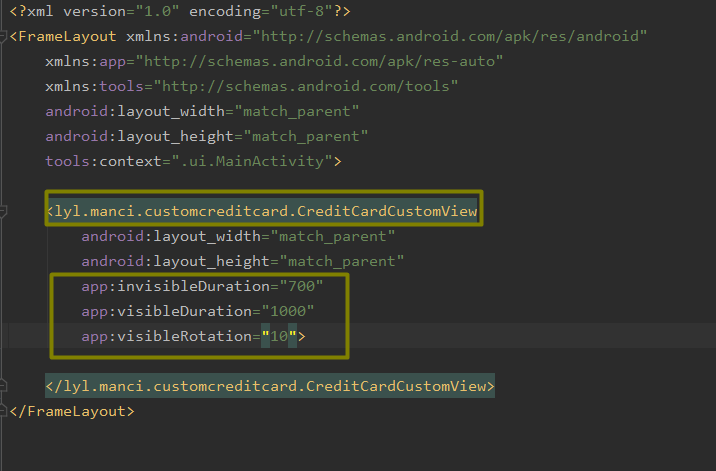 <?xml version="1.0" encoding="utf-8"?>
<FrameLayout xmlns:android="http://schemas.android.com/apk/res/android"
xmlns:app="http://schemas.android.com/apk/res-auto"
xmlns:tools="http://schemas.android.com/tools"
android:layout_width="match_parent"
android:layout_height="match_parent"
tools:context=".ui.MainActivity">
<lyl.manci.customcreditcard.CreditCardCustomView
android:layout_width="match_parent"
android:layout_height="match_parent"
app:invisibleDuration="700"
app:visibleDuration="1000"
app:visibleRotation="10">
</lyl.manci.customcreditcard.CreditCardCustomView>
</FrameLayout>